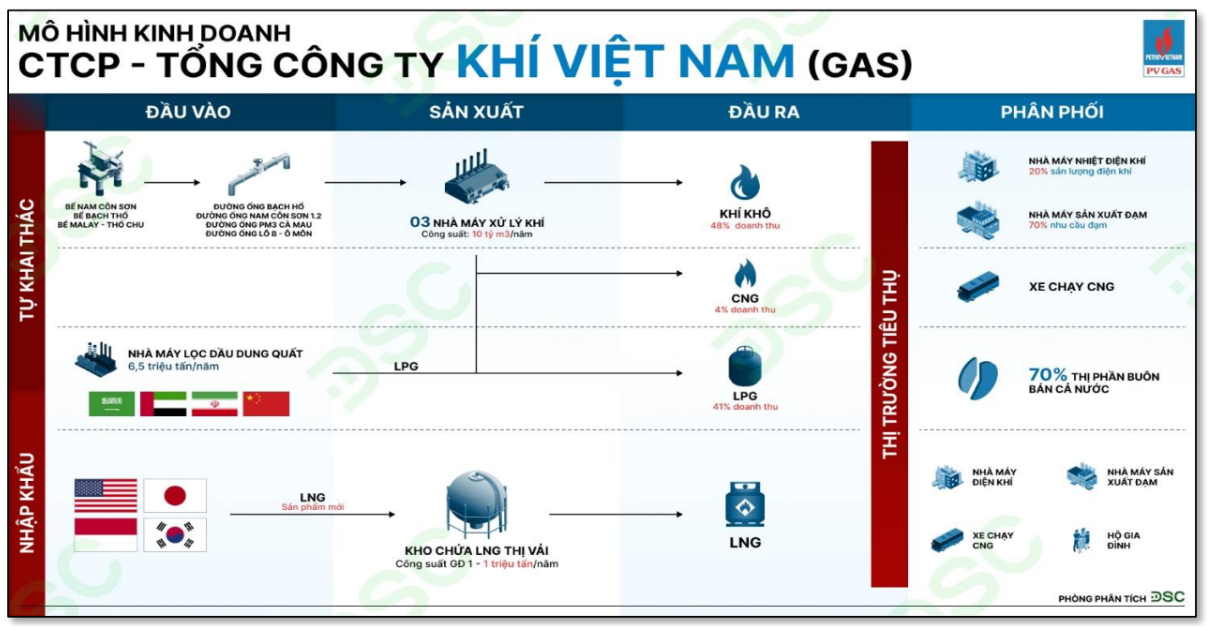 MÔ HÌNH KINH DOANH
CTCP - TỔNG CÔNG TY KHÍ VIỆT NAM (GAS)
PETROVIETNAM
PV GAS
ĐẦU VÀO
SẢN XUẤT
ĐẦU RA
PHÂN PHỐI
TỰ KHAI THÁC
BỂ NAM CÔN SƠN
BỂ BẠCH THỔ
BỂ MALAY - THỔ CHU
ĐƯỜNG ỐNG BẠCH HỔ
ĐƯỜNG ỐNG NAM CÔN SƠN 1.2
ĐƯỜNG ỐNG PM3 CÀ MAU
ĐƯỜNG ỐNG LÔ B - Ô MÔN
03 NHÀ MÁY XỬ LÝ KHÍ
Công suất: 10 tỷ m3/năm
KHÍ KHÔ
48% doanh thu
NHÀ MÁY NHIỆT ĐIỆN KHÍ
20% sản lượng điện khí
NHÀ MÁY SẢN XUẤT ĐẠM
70% nhu cầu đạm
CNG
4% doanh thu
XE CHẠY CNG
NHÀ MÁY LỌC DẦU DUNG QUẤT
6,5 triệu tấn/năm
LPG
LPG
41% doanh thu
THỊ TRƯỜNG TIÊU THỤ
70% THỊ PHẦN BUÔN
BÁN CẢ NƯỚC
NHẬP KHẨU
LNG
Sản phẩm mới
KHO CHỨA LNG THỊ VẢI
Công suất GĐ 1 - 1 triệu tấn/năm
LNG
NHÀ MÁY
ĐIỆN KHÍ
NHÀ MÁY SẢN
XUẤT ĐẠM
XE CHẠY
CNG
HỘ GIA
ĐÌNH
PHÒNG PHÂN TÍCH DSC